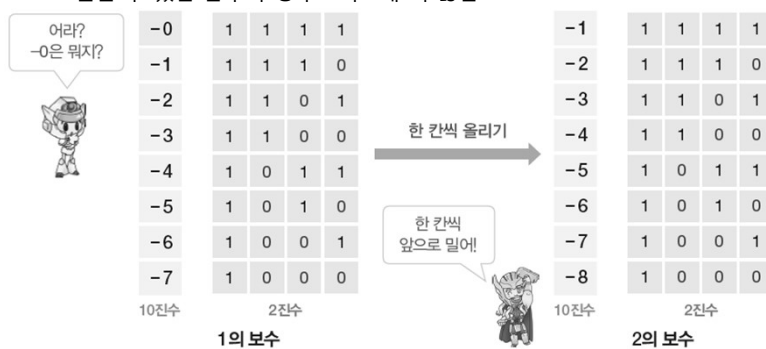 어라?
-0은 뭐지?
-0 1 1 1 1
-1 1 1 1 0
-2 1 1 0 1
-3 1 1 0 0
-4 1 0 1 1
-5 1 0 1 0
-6 1 0 0 1
-7 1 0 0 0
10진수 2진수
1의 보수
한 칸씩 올리기
한 칸씩
앞으로 밀어!
-1 1 1 1 1
-2 1 1 1 0
-3 1 1 0 1
-4 1 1 0 0
-5 1 0 1 1
-6 1 0 1 0
-7 1 0 0 1
-8 1 0 0 0
10진수 2진수
2의 보수